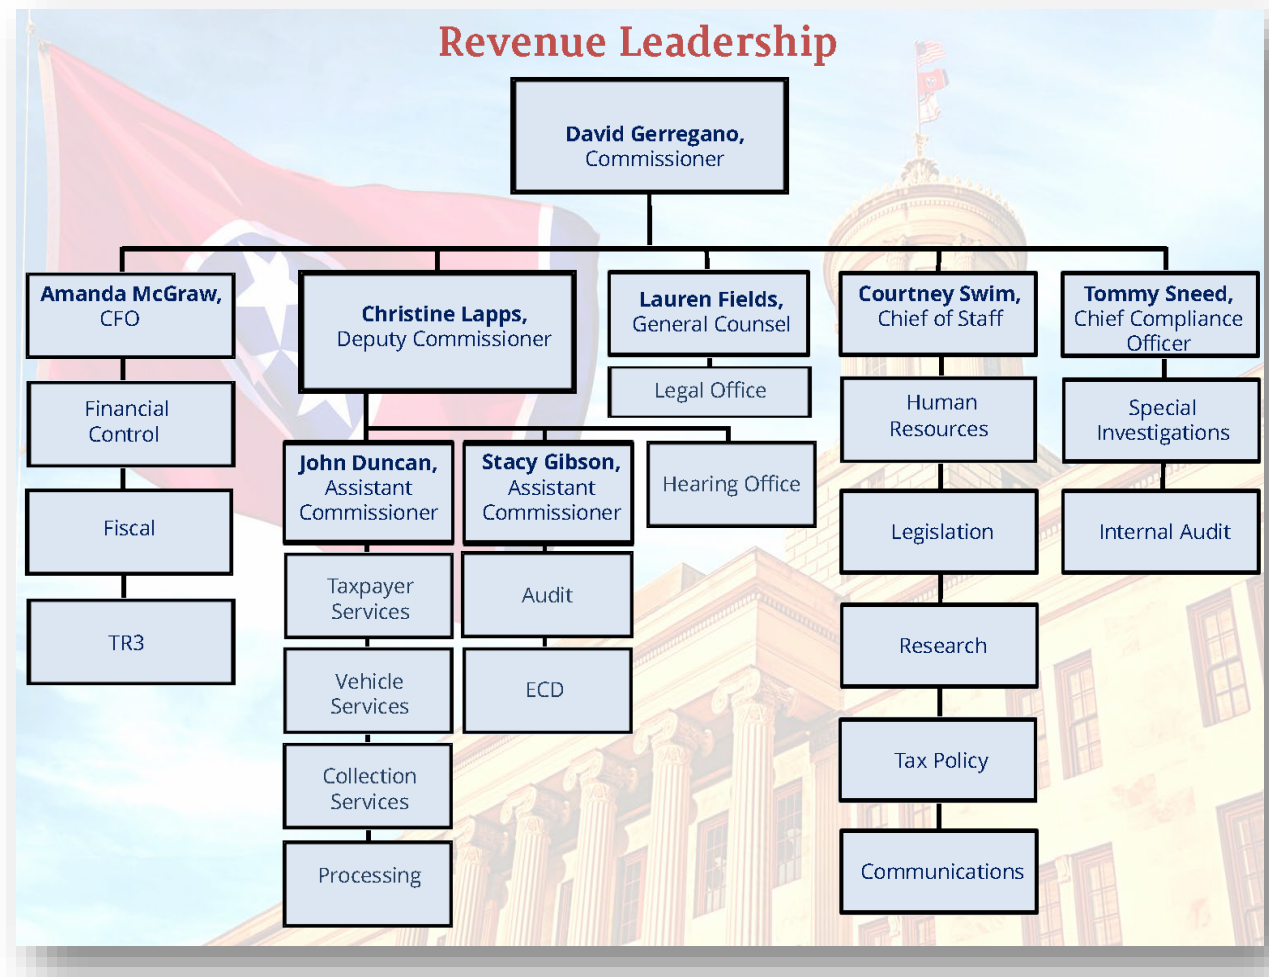 Revenue Leadership
David Gerregano,
Commissioner
Amanda McGraw,
CFO
Financial
Control
Fiscal
TR3
Christine Lapps,
Deputy Commissioner
John Duncan,
Assistant
Commissioner
Taxpayer
Services
Vehicle
Services
Collection
Services
Processing
Stacy Gibson,
Assistant
Commissioner
Audit
ECD
Hearing Office
Lauren Fields,
General Counsel
Legal Office
Courtney Swim,
Chief of Staff
Human
Resources
Legislation
Research
Tax Policy
Communications
Tommy Sneed,
Chief Compliance
Officer
Special
Investigations
Internal Audit